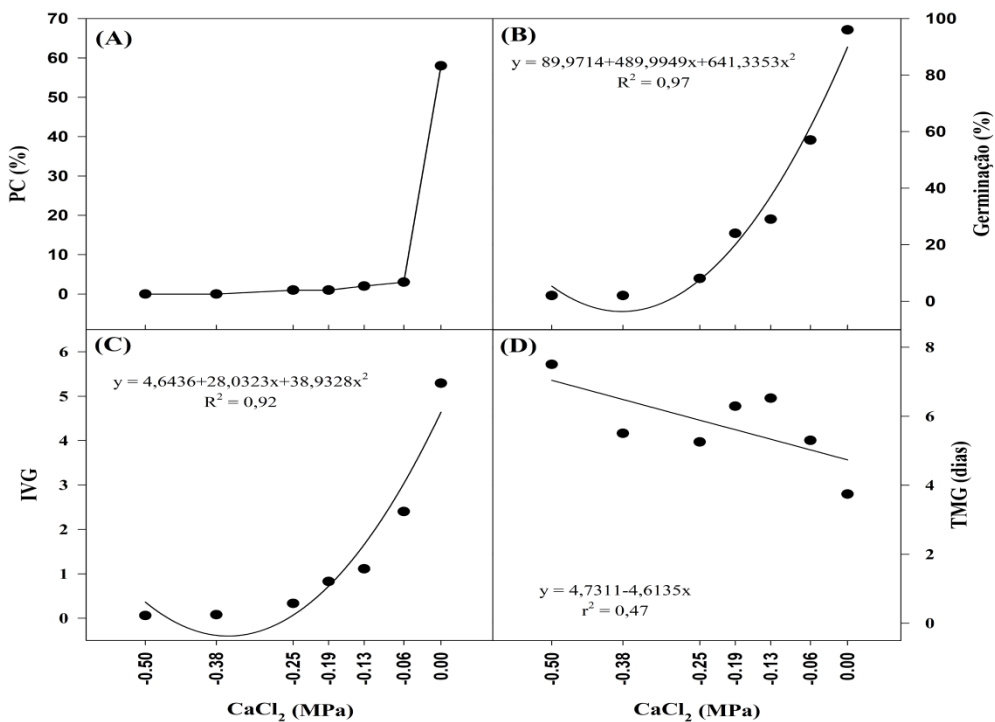 (A)
70
60
50
40
30
20
10
0
PC (%)
(B)
y = 89,9714+489,9949x+641,3353x²
R² = 0,97
100
80
60
40
20
0
Germinação (%)
(C)
y = 4,6436+28,0323x+38,9328x²
R² = 0,92
6
5
4
3
2
1
0
IVG
-0.50
-0.38
-0.25
-0.19
-0.13
-0.06
0.00
CaCl₂ (MPa)
(D)
y = 4,7311-4,6135x
r² = 0,47
8
6
4
2
0
TMG (dias)
-0.50
-0.38
-0.25
-0.19
-0.13
-0.06
0.00
CaCl₂ (MPa)